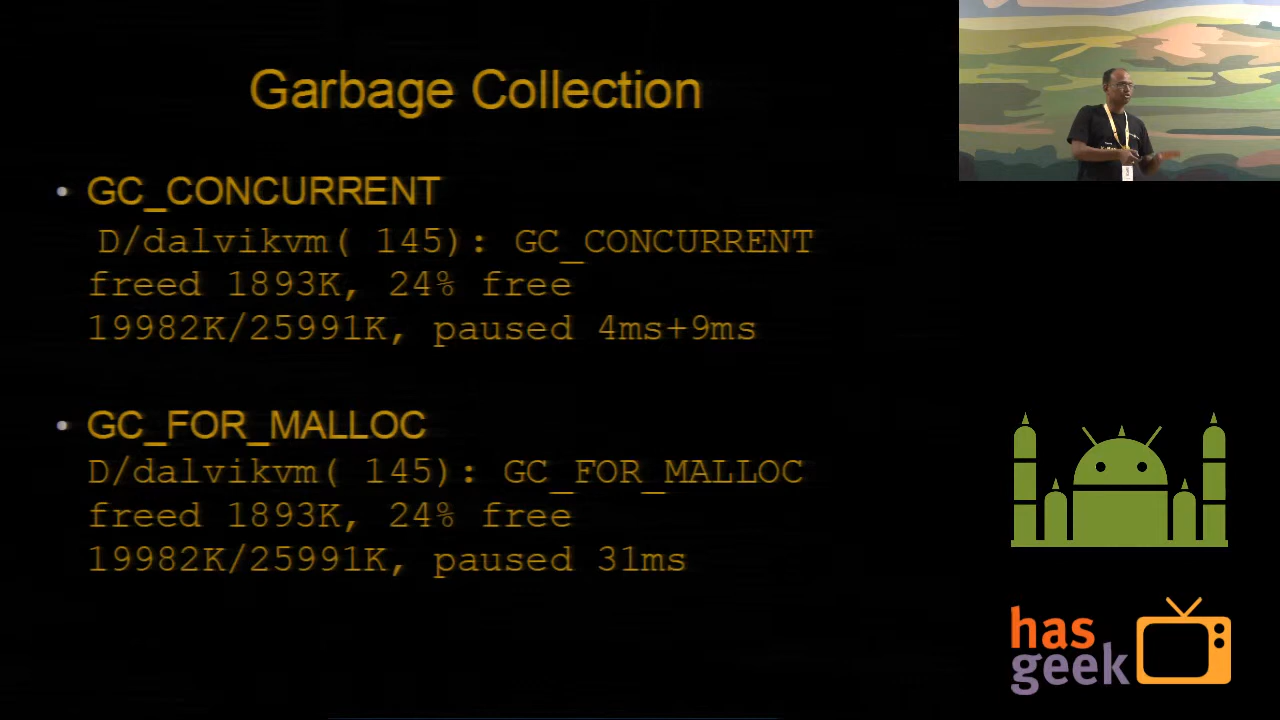 Garbage Collection
• GC_CONCURRENT
D/dalvikvm( 145): GC_CONCURRENT
freed 1893K, 24% free
19982K/25991K, paused 4ms+9ms
• GC_FOR_MALLOC
D/dalvikvm( 145): GC_FOR_MALLOC
freed 1893K, 24% free
19982K/25991K, paused 31ms
has
geek